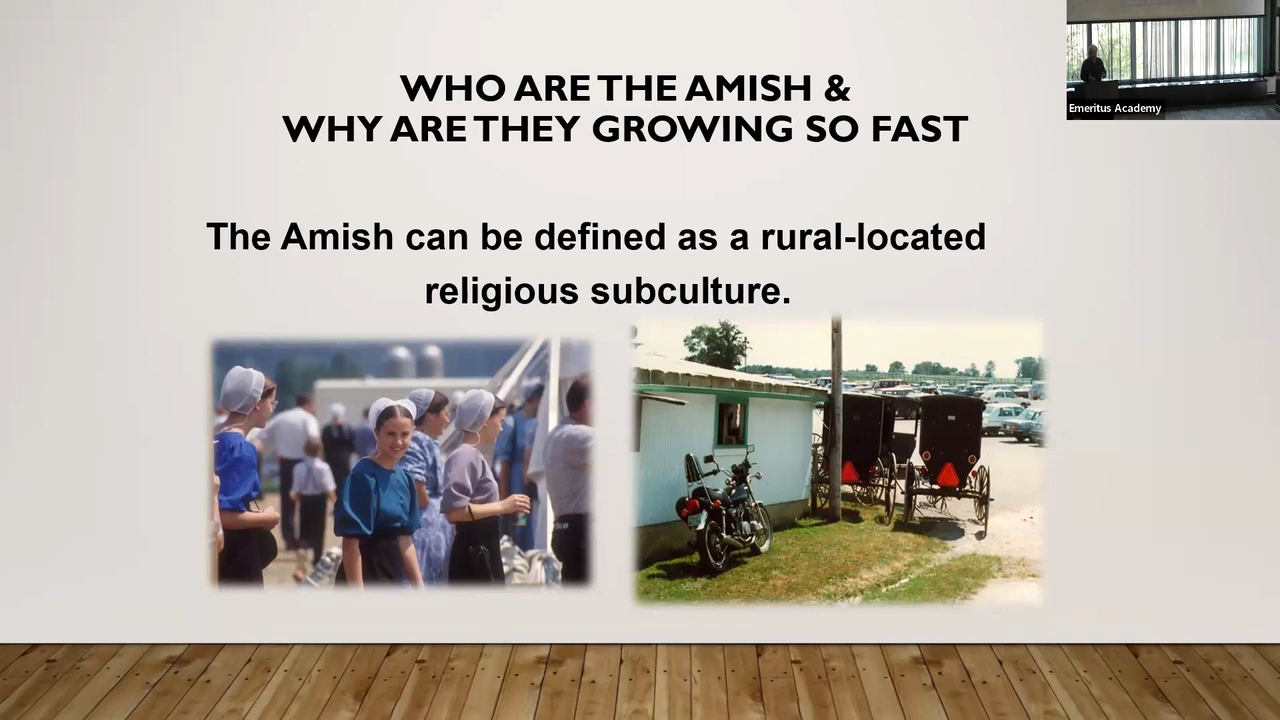 WHO ARE THE AMISH &
WHY ARE THEY GROWING SO FAST
Emeritus Academy
The Amish can be defined as a rural-located
religious subculture.